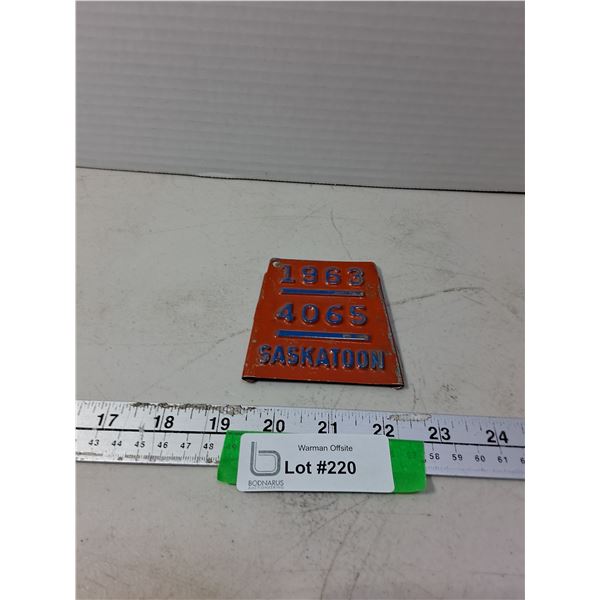 1963
4065
SASKATOON
17 18 19 20 21 22 23 24
43 44 45 46 47 48 58 59 60 61
Warman Offsite
Lot #220
b
BODNARUS
AUCTIONEERING